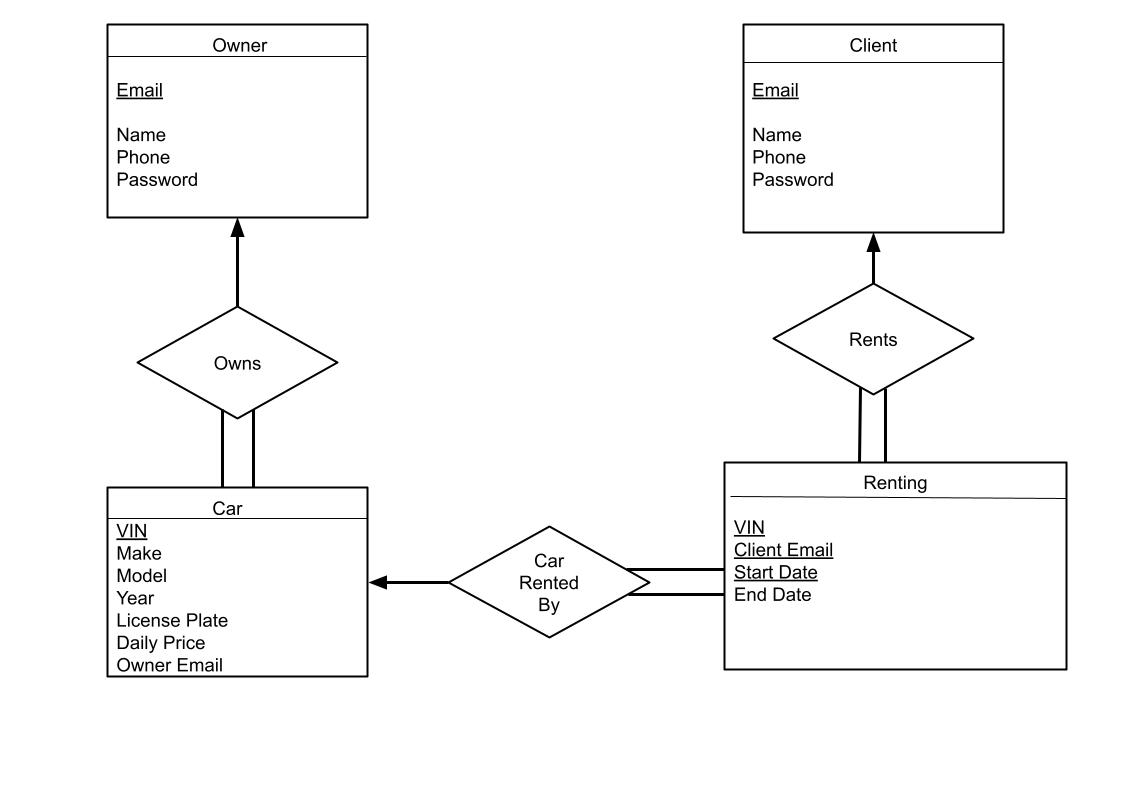 Owner
Email
Name
Phone
Password
Client
Email
Name
Phone
Password
Owns
Rents
Car
VIN
Make
Model
Year
License Plate
Daily Price
Owner Email
Car
Rented
By
Renting
VIN
Client Email
Start Date
End Date